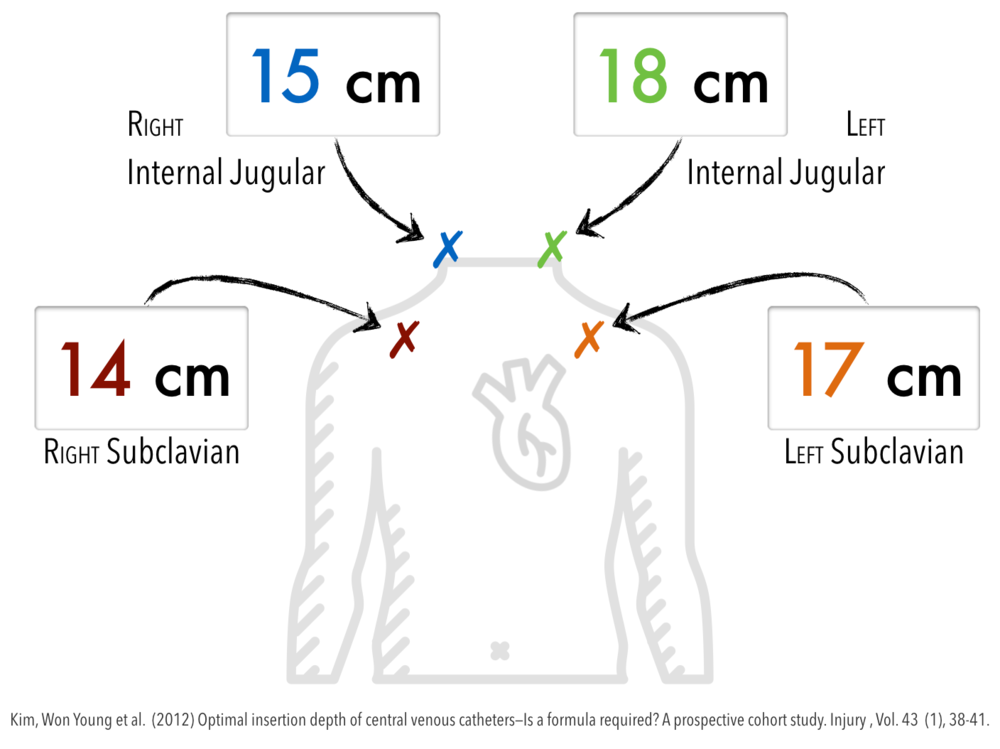 15 cm
RIGHT
Internal Jugular
18 cm
LEFT
Internal Jugular
14 cm
RIGHT Subclavian
17 cm
LEFT Subclavian
Kim, Won Young et al. (2012) Optimal insertion depth of central venous catheters–Is a formula required? A prospective cohort study. Injury , Vol. 43 (1), 38-41.